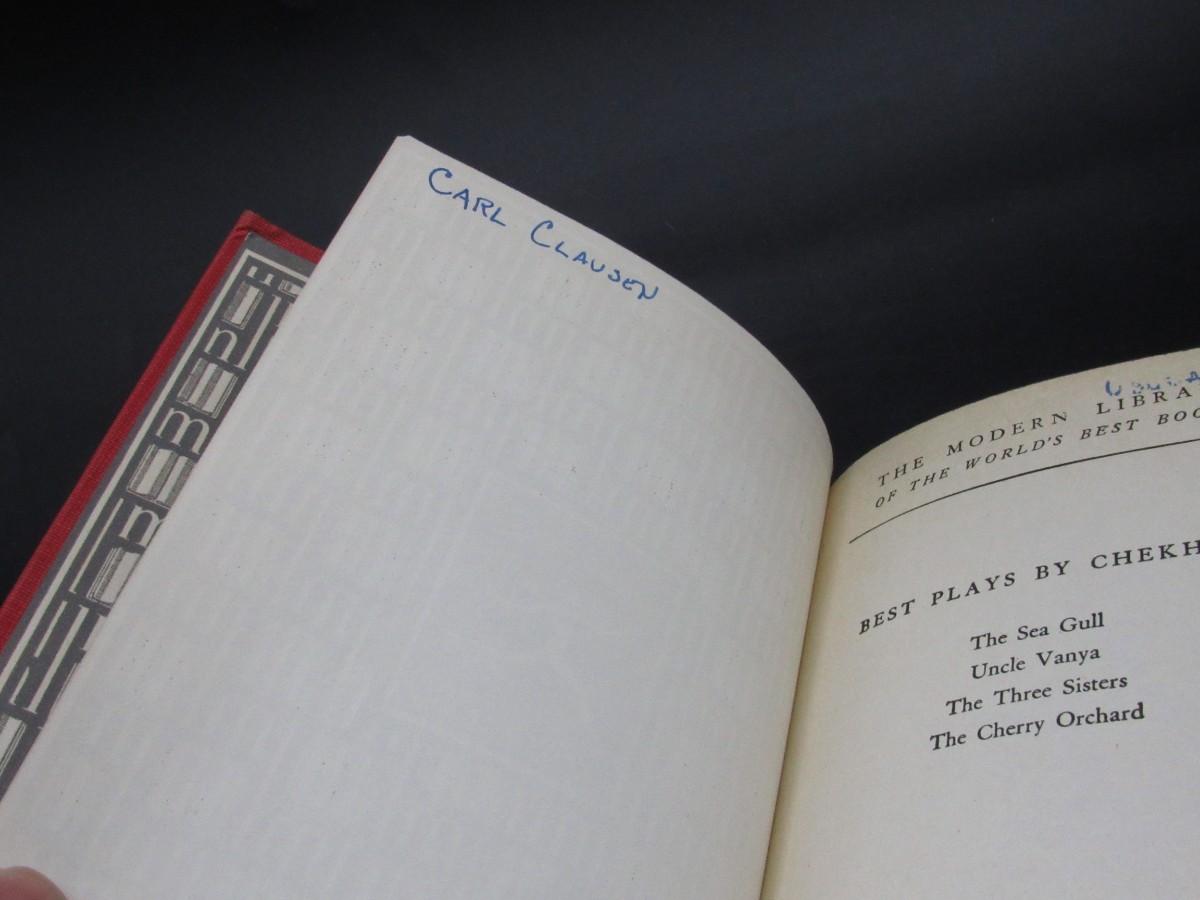 CARL CLAUSEN
THE MODERN LIBRA
OF THE WORLD'S BEST BOO
BEST PLAYS BY CHEKH
The Sea Gull
Uncle Vanya
The Three Sisters
The Cherry Orchard